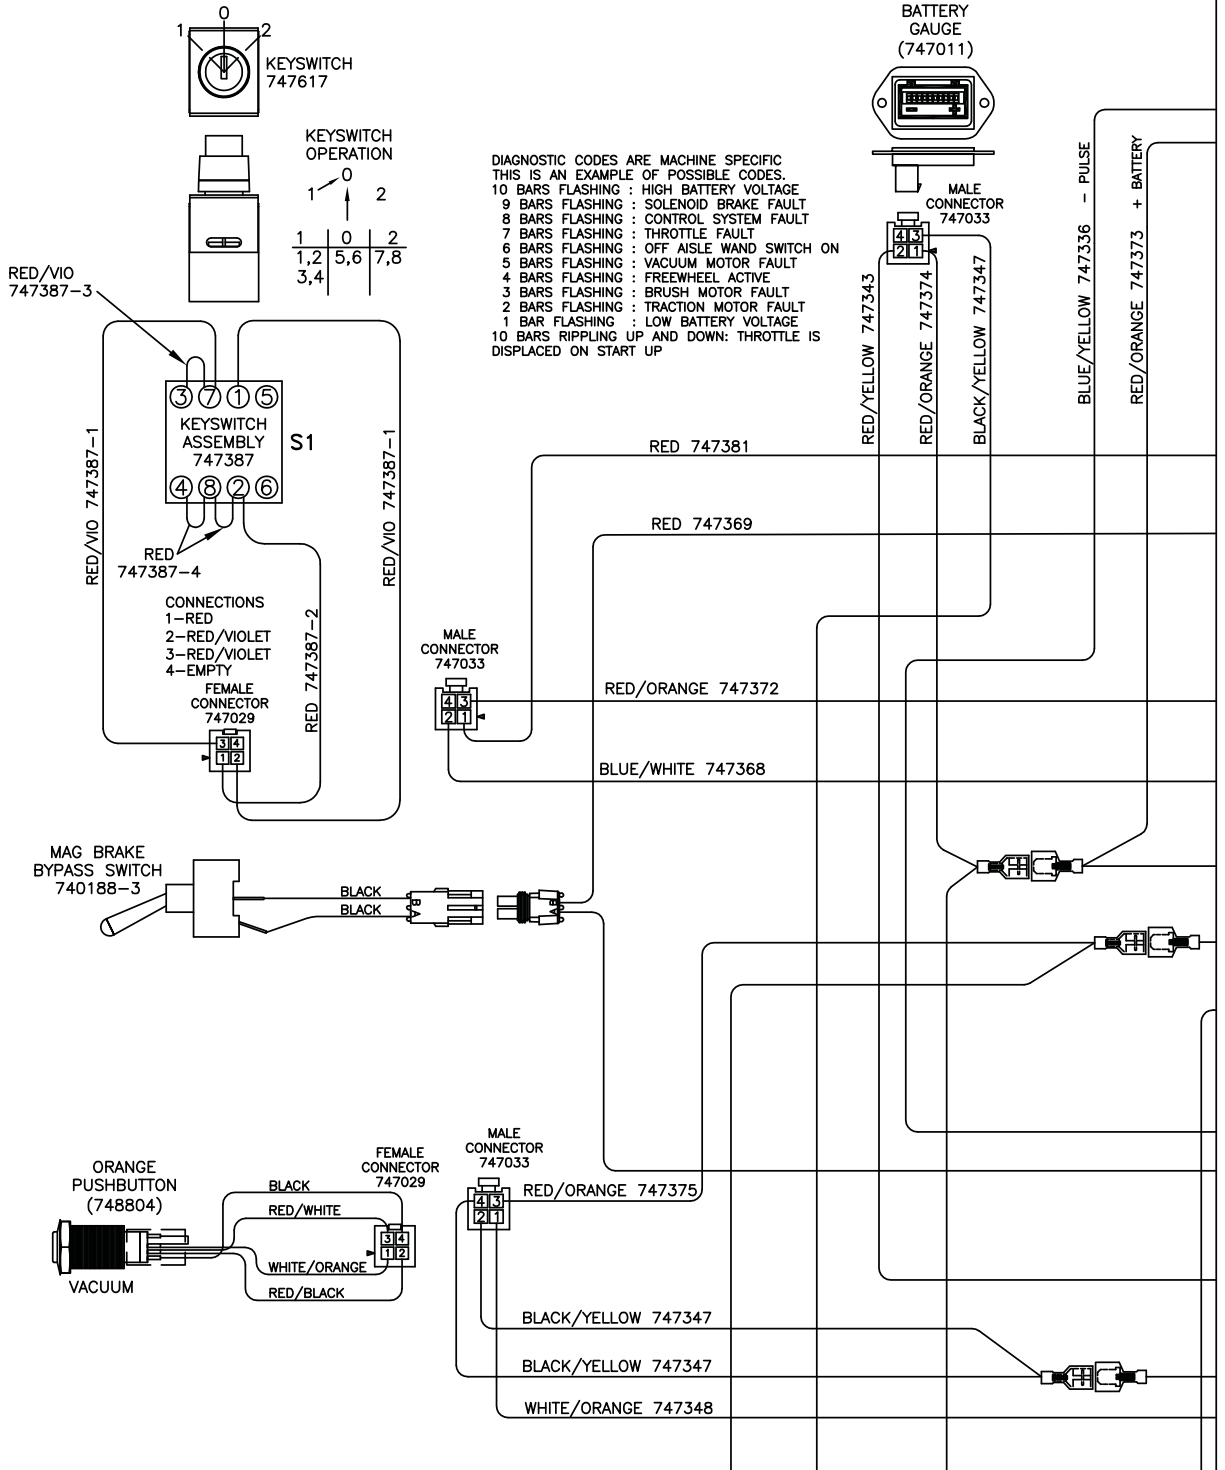 0
1
2
KEYSWITCH
747617
KEYSWITCH
OPERATION
0
1
2
1 0 2
1,2 5,6 7,8
3,4
BATTERY
GAUGE
(747011)
DIAGNOSTIC CODES ARE MACHINE SPECIFIC
THIS IS AN EXAMPLE OF POSSIBLE CODES.
10 BARS FLASHING : HIGH BATTERY VOLTAGE
9 BARS FLASHING : SOLENOID BRAKE FAULT
8 BARS FLASHING : CONTROL SYSTEM FAULT
7 BARS FLASHING : THROTTLE FAULT
6 BARS FLASHING : OFF AISLE WAND SWITCH ON
5 BARS FLASHING : VACUUM MOTOR FAULT
4 BARS FLASHING : FREEWHEEL ACTIVE
3 BARS FLASHING : BRUSH MOTOR FAULT
2 BARS FLASHING : TRACTION MOTOR FAULT
1 BAR FLASHING : LOW BATTERY VOLTAGE
10 BARS RIPPLING UP AND DOWN: THROTTLE IS
DISPLACED ON START UP
MALE
CONNECTOR
747033
4 3
2 1
RED/YELLOW 747343
RED/ORANGE 747374
BLACK/YELLOW 747347
BLUE/YELLOW 747336 - PULSE
RED/ORANGE 747373 + BATTERY
RED/VIO
747387-3
3 7 1 5
KEYSWITCH
ASSEMBLY
747387
S1
4 8 2 6
RED/VIO 747387-1
RED/VIO 747387-1
RED
747387-4
RED 747387-2
CONNECTIONS
1-RED
2-RED/VIOLET
3-RED/VIOLET
4-EMPTY
FEMALE
CONNECTOR
747029
3 4
1 2
RED 747381
RED 747369
MALE
CONNECTOR
747033
4 3
2 1
RED/ORANGE 747372
BLUE/WHITE 747368
MAG BRAKE
BYPASS SWITCH
740188-3
BLACK
BLACK
B
A
B
A
ORANGE
PUSHBUTTON
(748804)
VACUUM
BLACK
RED/WHITE
WHITE/ORANGE
RED/BLACK
FEMALE
CONNECTOR
747029
3 4
1 2
MALE
CONNECTOR
747033
4 3
2 1
RED/ORANGE 747375
BLACK/YELLOW 747347
BLACK/YELLOW 747347
WHITE/ORANGE 747348